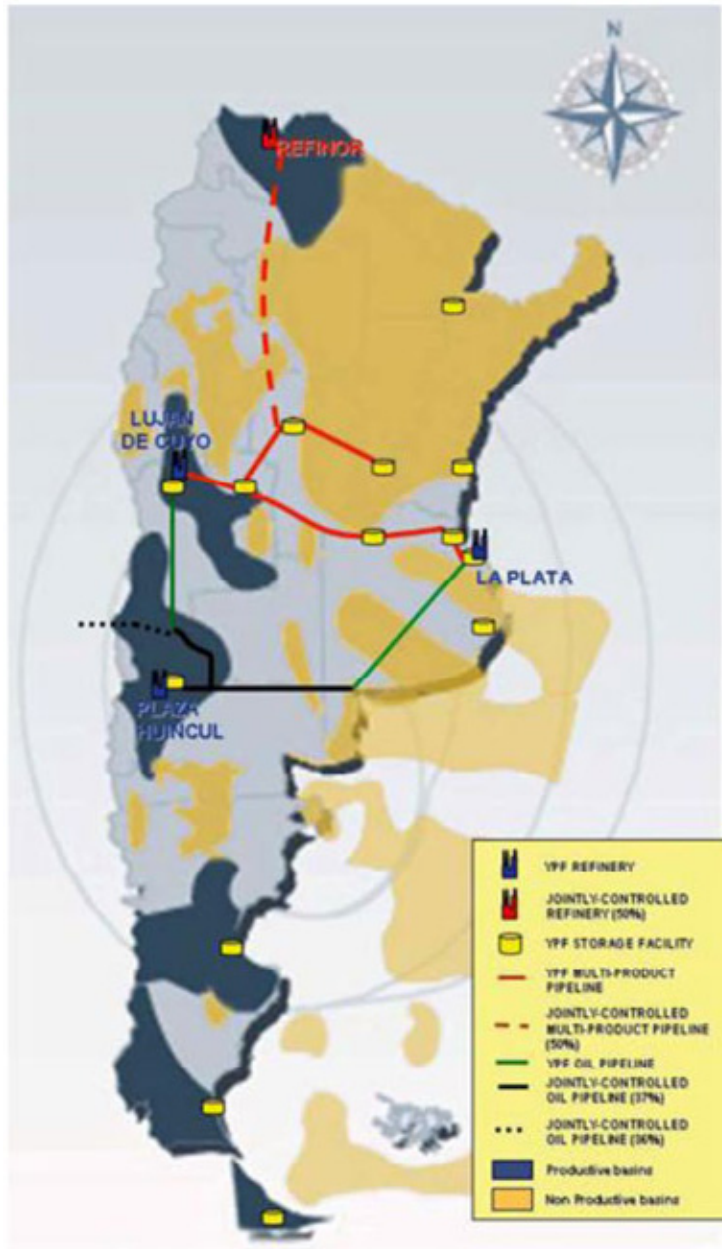 N
REFINOR
LUJAN
DE CUYO
LA PLATA
PLAZA
HUINCUL
YPF REFINERY
JOINTLY-CONTROLLED
REFINERY (50%)
YPF STORAGE FACILITY
YPF MULTI-PRODUCT
PIPELINE
JOINTLY-CONTROLLED
MULTI-PRODUCT PIPELINE
(50%)
YPF OIL PIPELINE
JOINTLY-CONTROLLED
OIL PIPELINE (37%)
JOINTLY-CONTROLLED
OIL PIPELINE (36%)
Productive basins
Non Productive basins